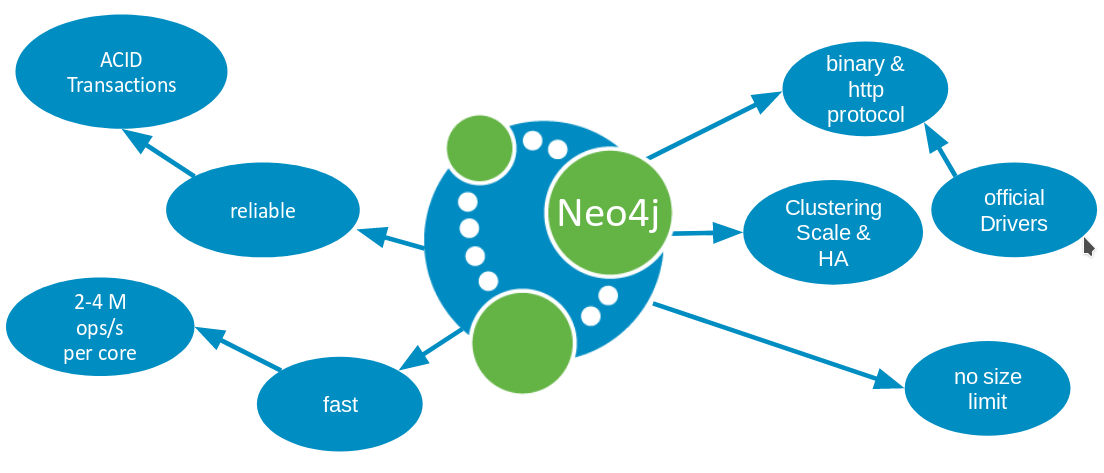 ACID
Transactions
reliable
2-4 M
ops/s
per core
fast
Neo4j
binary &
http
protocol
official
Drivers
Clustering
Scale &
HA
no size
limit